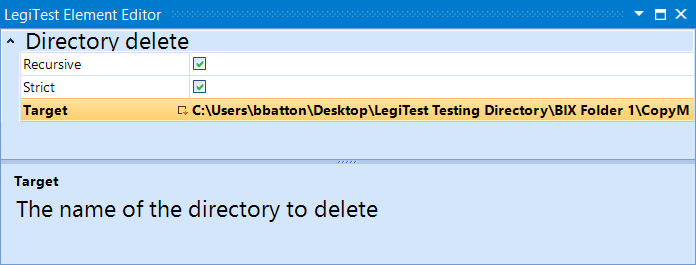 LegiTest Element Editor
Directory delete
Recursive
Strict
Target C:\Users\bbatton\Desktop\LegiTest Testing Directory\BIX Folder 1\CopyM
Target
The name of the directory to delete